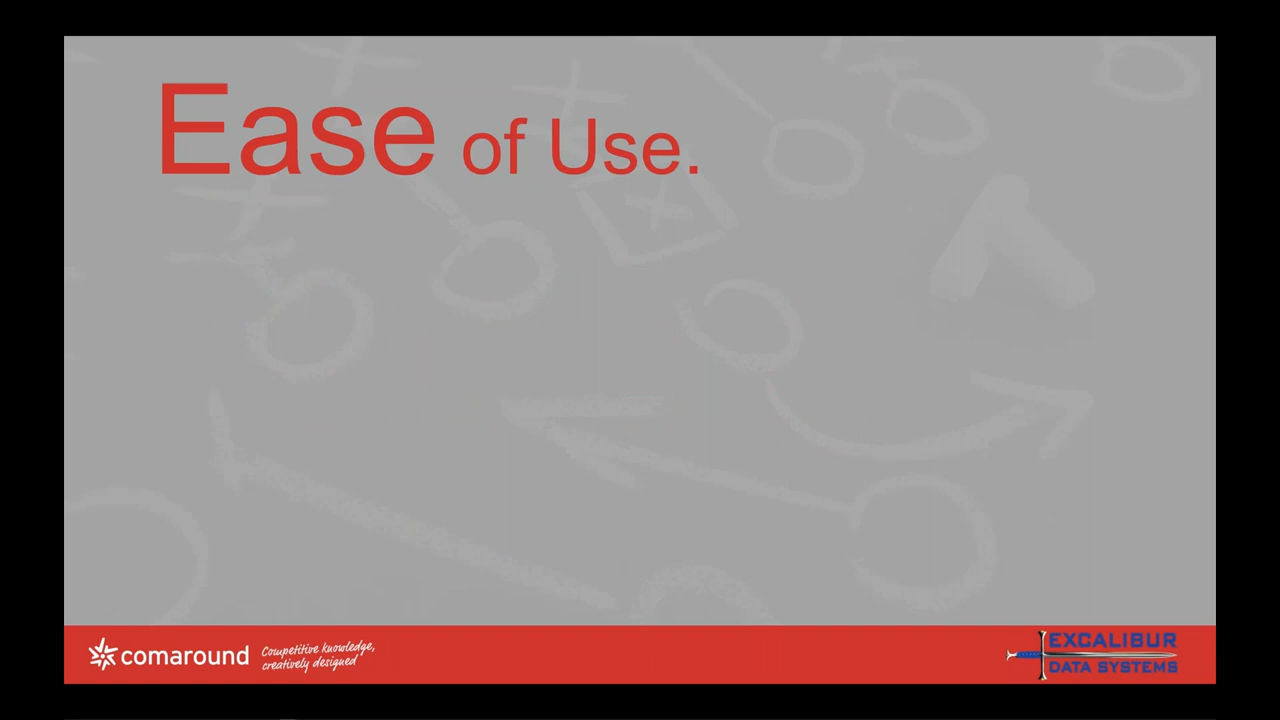 Ease of Use.
comaround
Competitive knowledge,
creatively designed
EXCALIBUR
DATA SYSTEMS